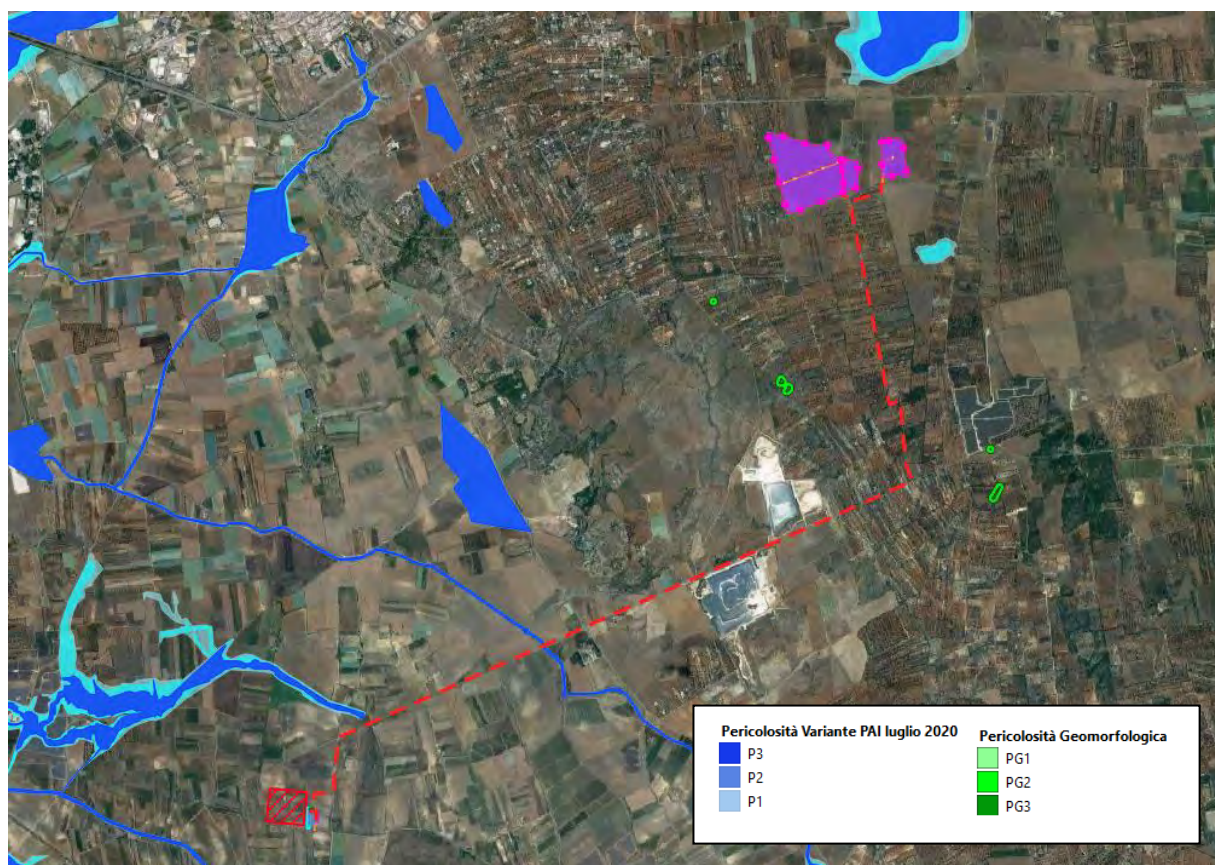 Pericolosità Variante PAI luglio 2020
P3
P2
P1
Pericolosità Geomorfologica
PG1
PG2
PG3